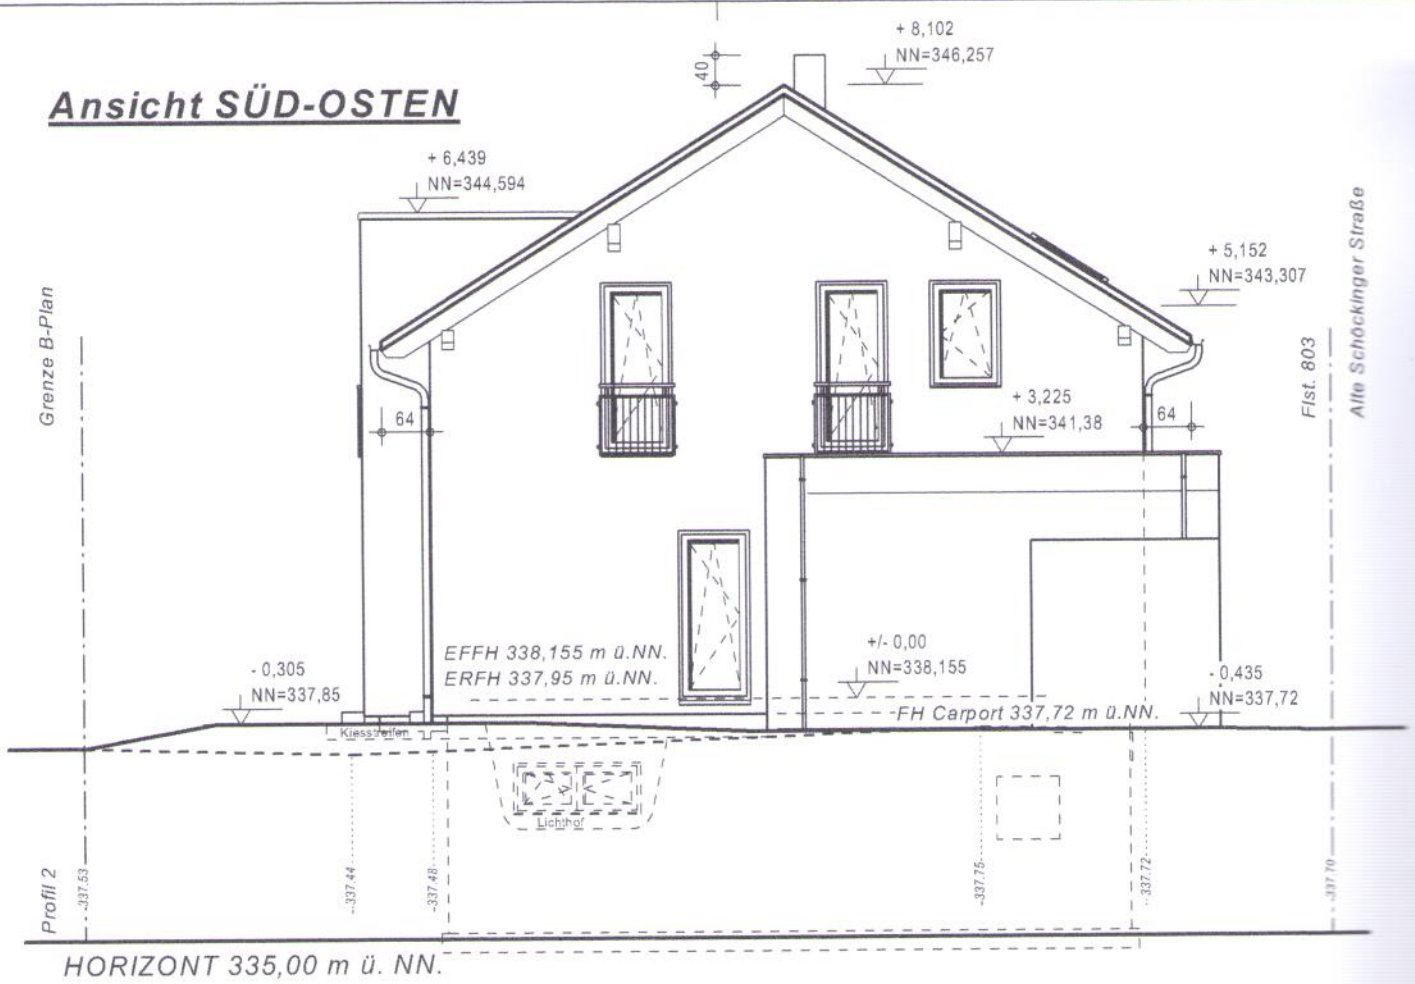 + 8,102
NN=346,257
40
Ansicht SÜD-OSTEN
+ 6,439
NN=344,594
+ 5,152
NN=343,307
Grenze B-Plan
Flst. 803
Alte Schöckinger Straße
64
+ 3,225
NN=341,38
64
EFFH 338,155 m ü.NN.
ERFH 337,95 m ü.NN.
+/- 0,00
NN=338,155
- 0,305
NN=337,85
- 0,435
NN=337,72
FH Carport 337,72 m ü.NN.
Kiesstreifen
Lichthof
Profil 2
337.53
337.44
337.48
337.75
337.72
337.70
HORIZONT 335,00 m ü. NN.